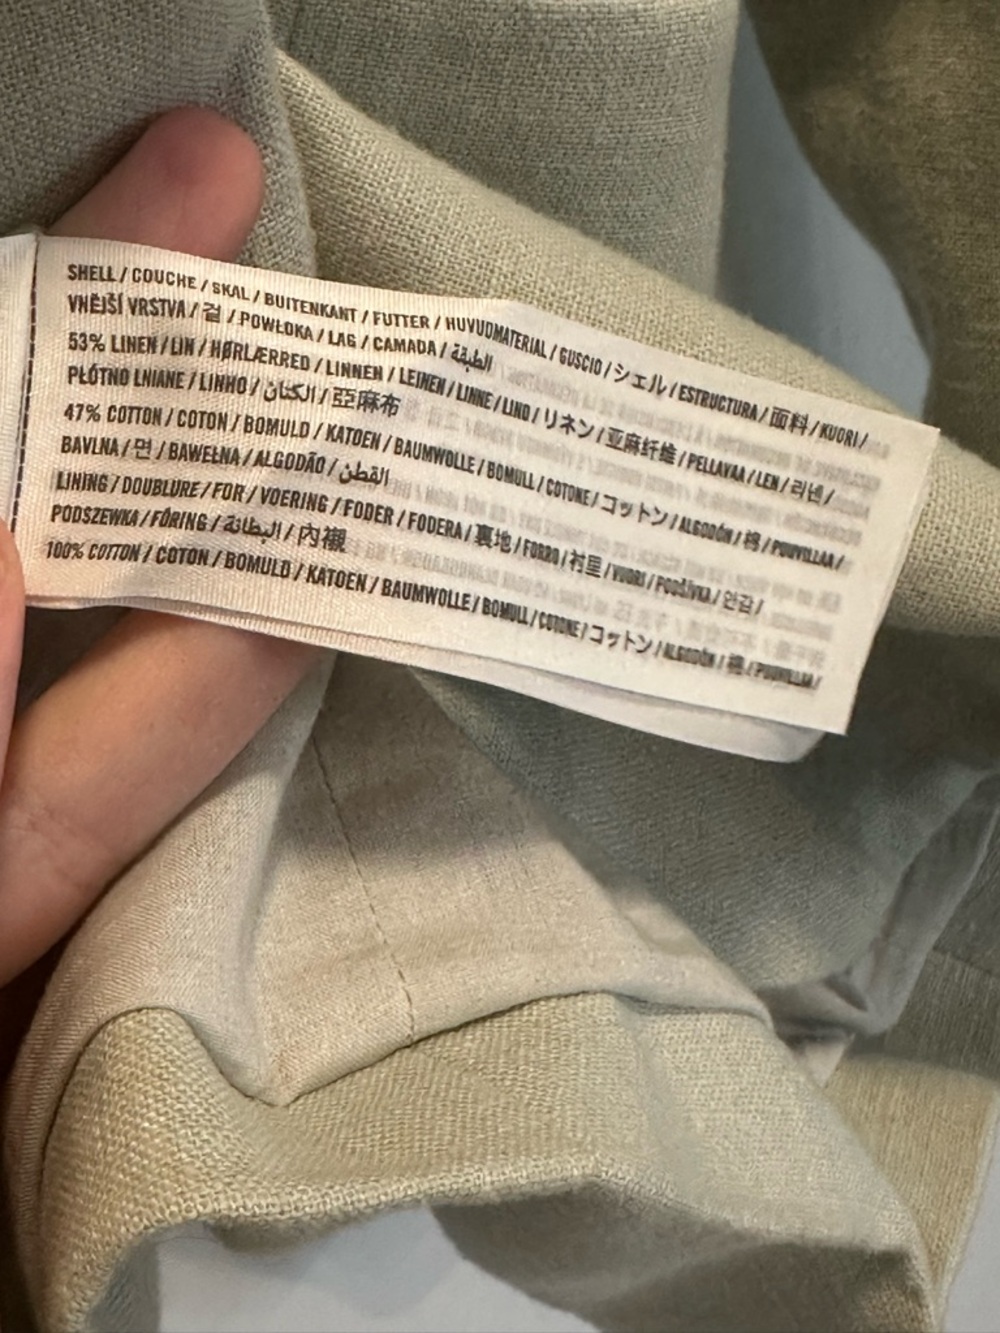 SHELL / COUCHE / SKAL / BUITENKANT / FUTTER / HUVUDMATERIAL / GUSCIO / シェル / ESTRUCTURA / 面料 / KUORI /
VNĚJŠÍ VRSTVA / 겉 / POWŁOKA / LAG / CAMADA / الطبقة
53% LINEN / LIN / HØRLÆRRED / LINNEN / LEINEN / LINNE / LINO / リネン / 亚麻纤维 / PELLAVAA / LEN / 리넨 /
PŁÓTNO LNIANE / LINHO / الكتان / 亞麻布
47% COTTON / COTON / BOMULD / KATOEN / BAUMWOLLE / BOMULL / COTONE / コットン / ALGODÓN / 棉 / PUUVILLAA /
BAVLNA / 면 / BAWEŁNA / ALGODÃO / القطن
LINING / DOUBLURE / FOR / VOERING / FODER / FODERA / 裏地 / FORRO / 衬里 / VUORI / PODŠÍVKA / 안감 /
PODSZEWKA / FÔRING / البطانة / 內襯
100% COTTON / COTON / BOMULD / KATOEN / BAUMWOLLE / BOMULL / COTONE / コットン / ALGODÓN / 棉 / PUUVILLAA /